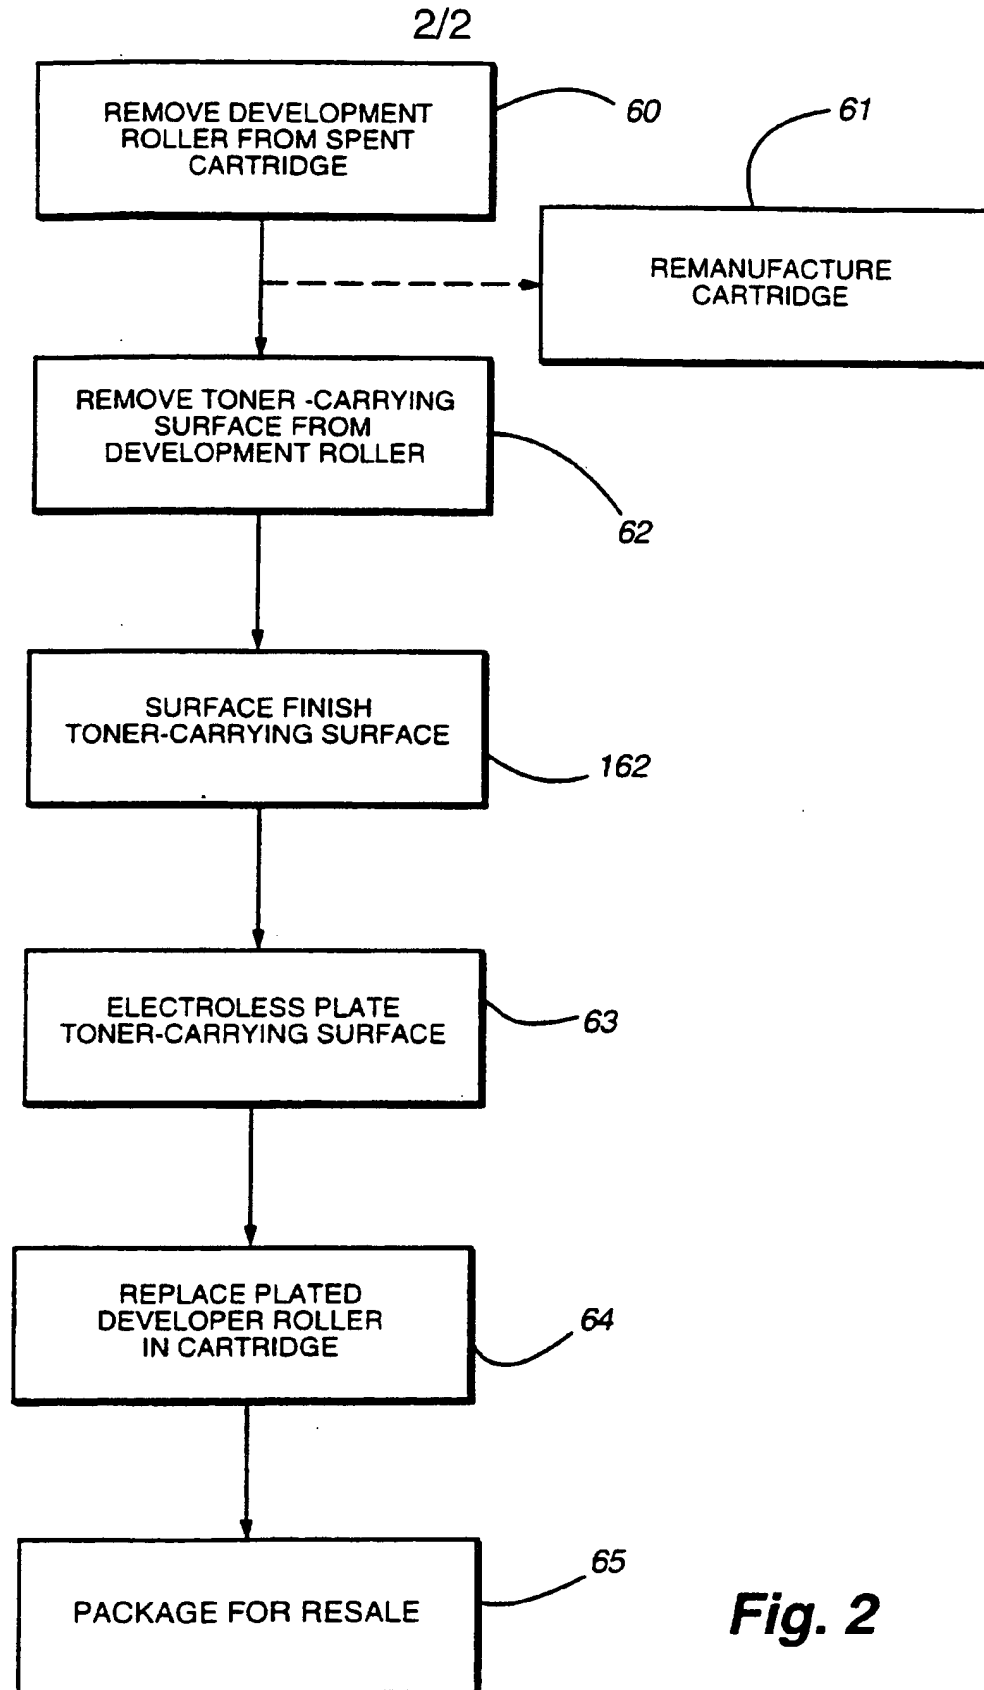 2/2
REMOVE DEVELOPMENT
ROLLER FROM SPENT
CARTRIDGE
60
61
REMANUFACTURE
CARTRIDGE
REMOVE TONER -CARRYING
SURFACE FROM
DEVELOPMENT ROLLER
62
SURFACE FINISH
TONER-CARRYING SURFACE
162
ELECTROLESS PLATE
TONER-CARRYING SURFACE
63
REPLACE PLATED
DEVELOPER ROLLER
IN CARTRIDGE
64
PACKAGE FOR RESALE
65
Fig. 2